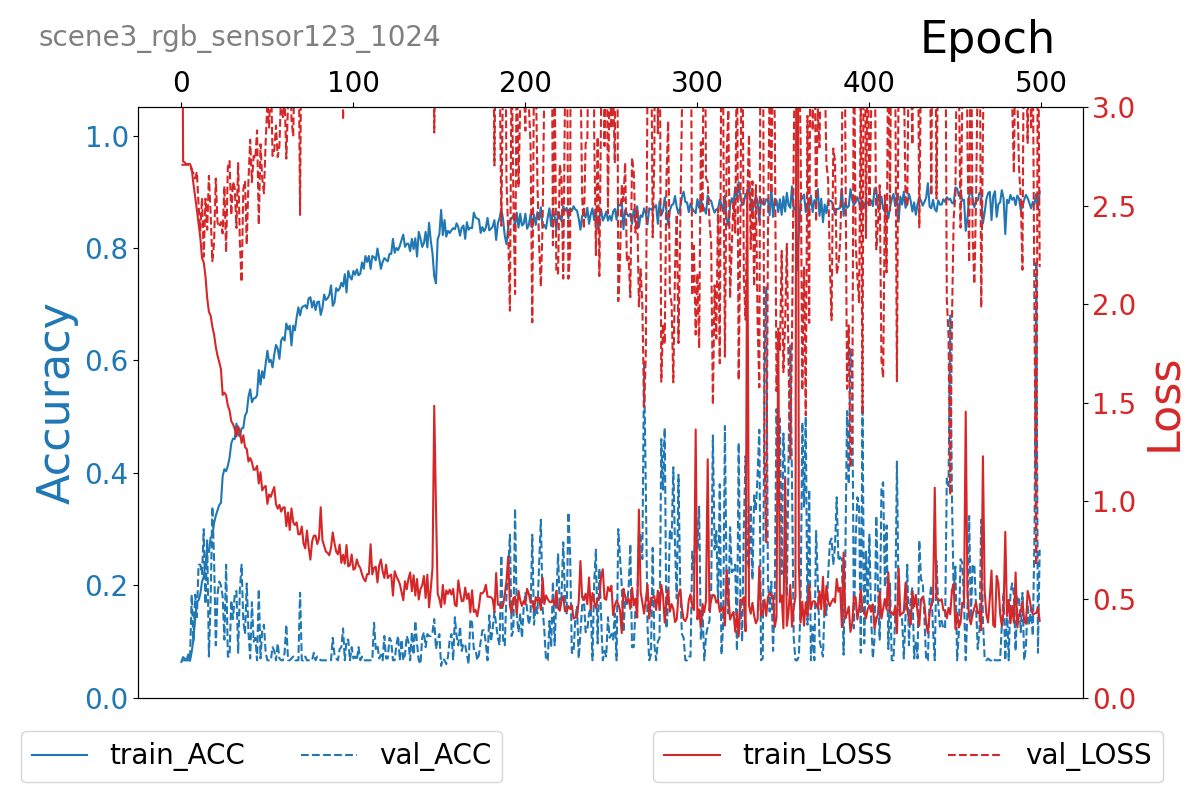 scene3_rgb_sensor123_1024
Epoch
0 100 200 300 400 500
1.0
0.8
0.6
0.4
0.2
0.0
Accuracy
3.0
2.5
2.0
1.5
1.0
0.5
0.0
Loss
train_ACC val_ACC
train_LOSS val_LOSS